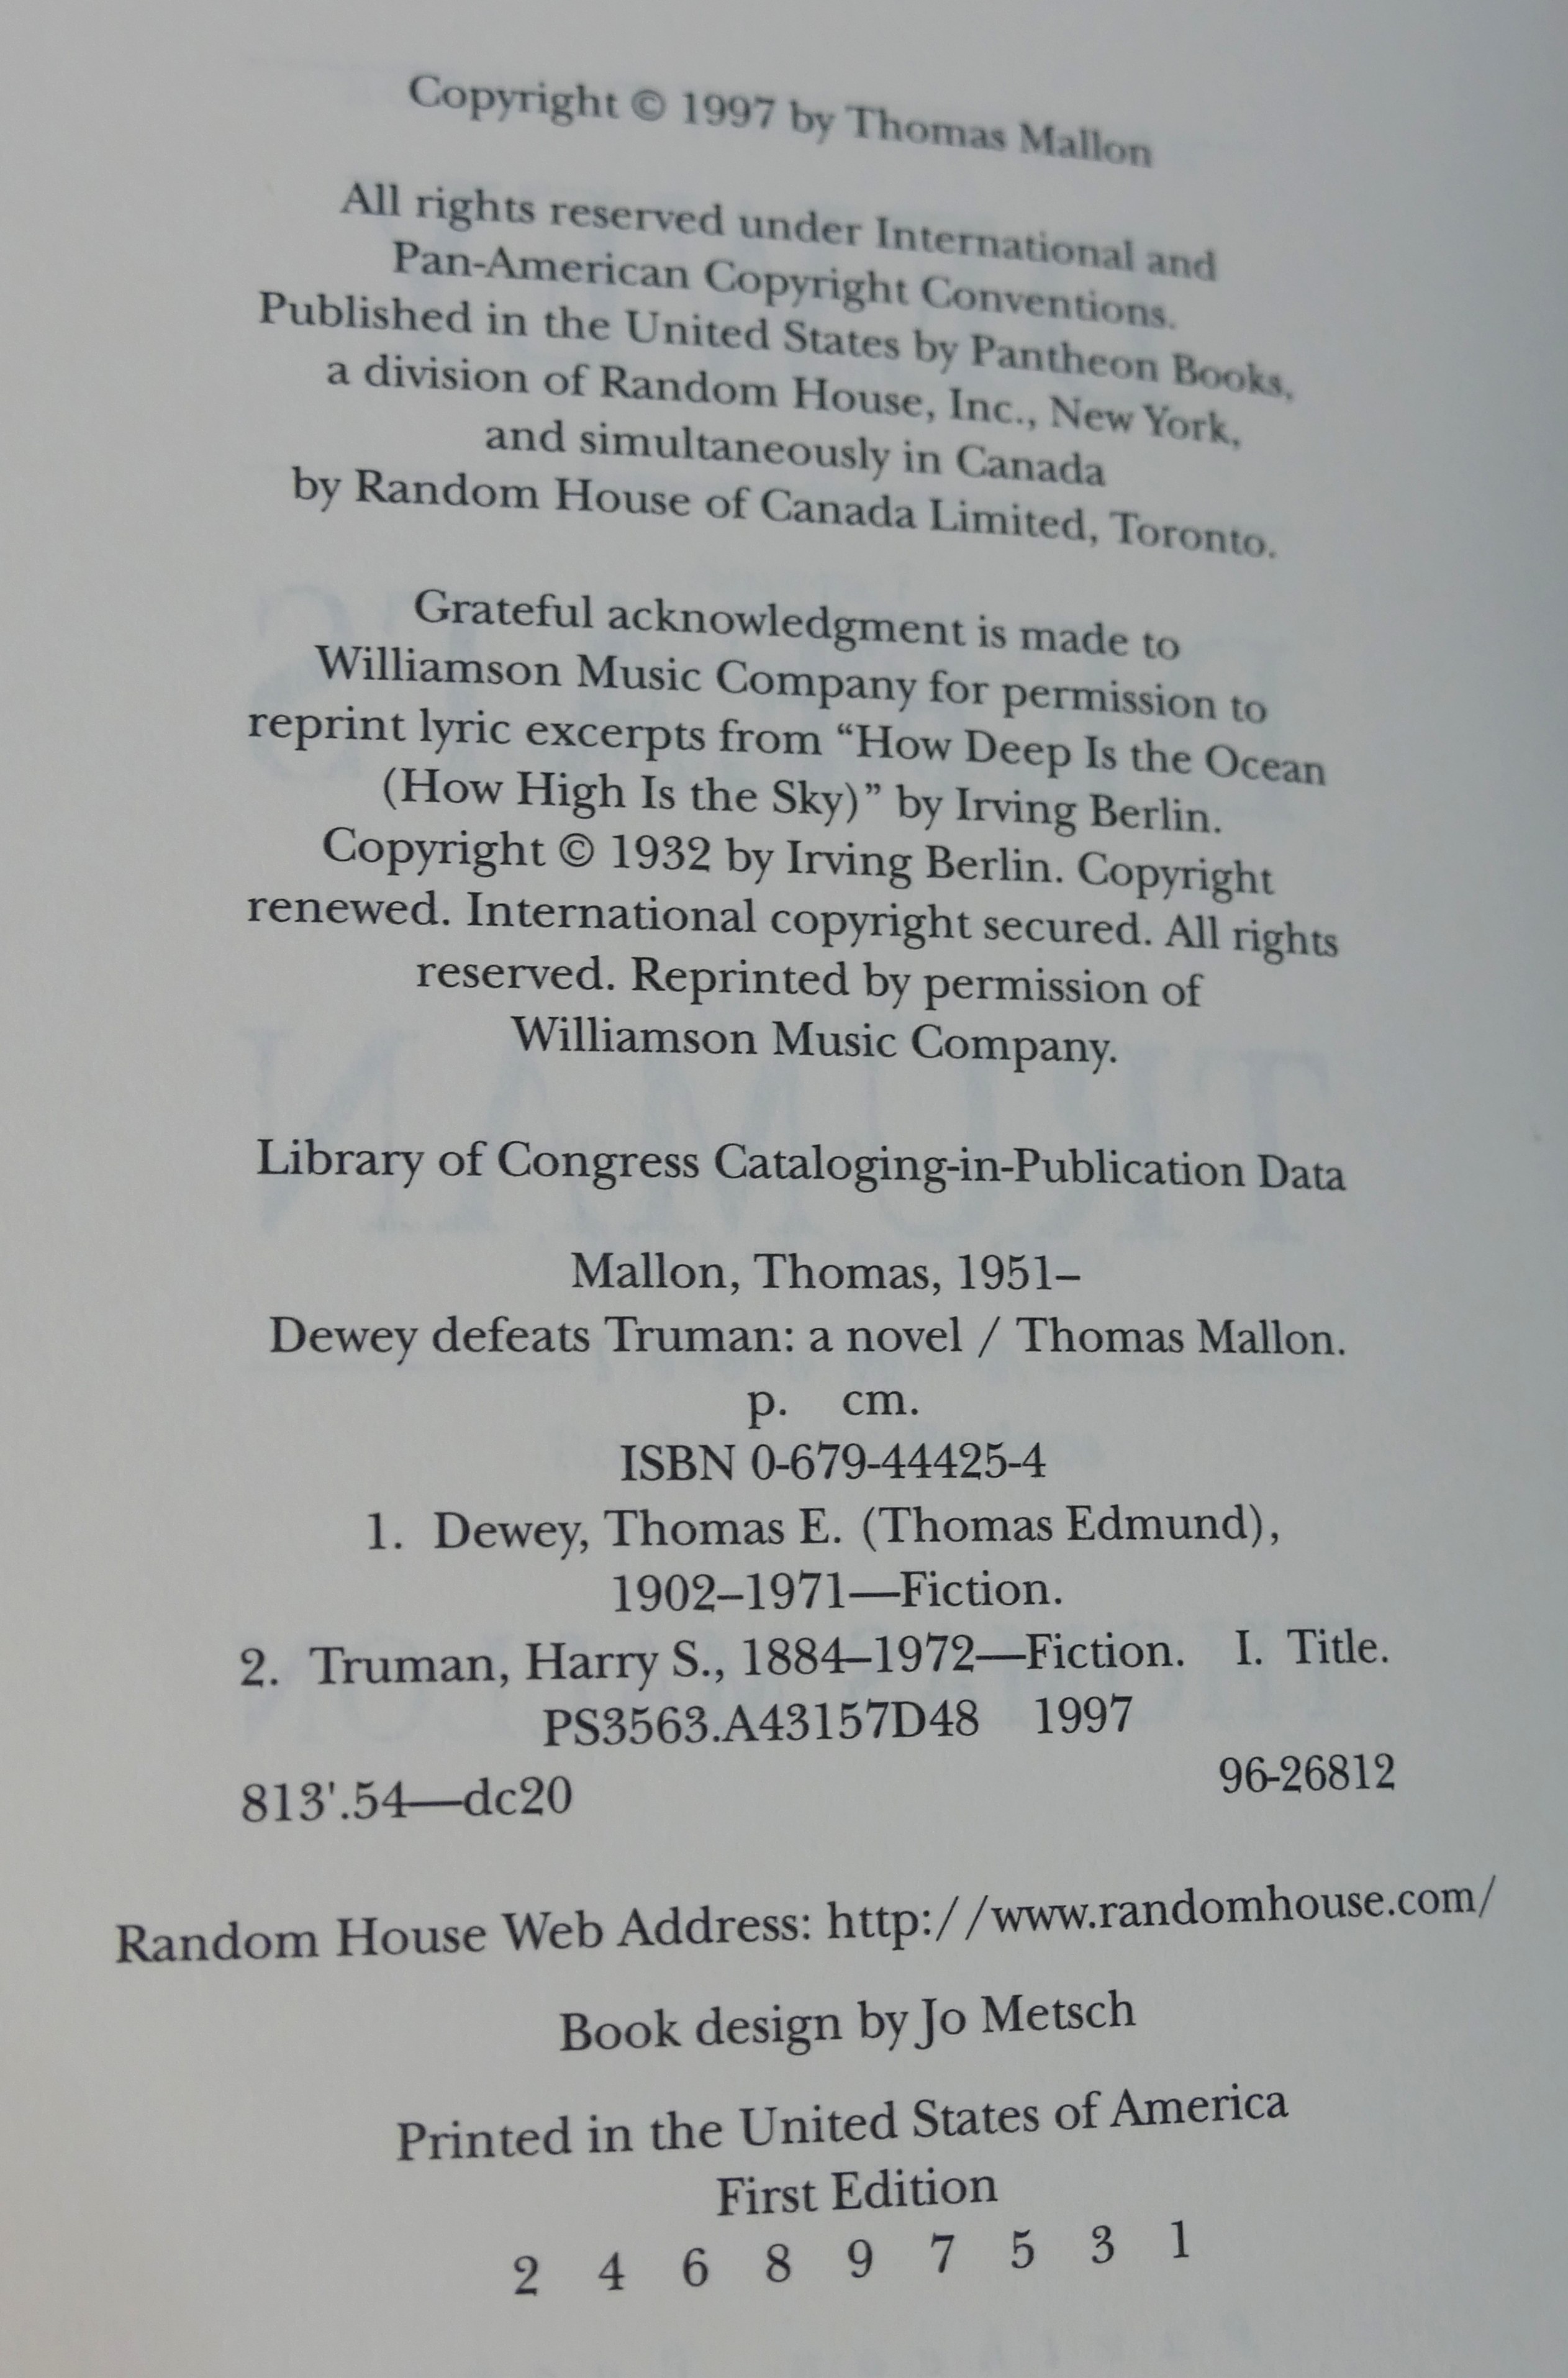 Copyright © 1997 by Thomas Mallon
All rights reserved under International and
Pan-American Copyright Conventions.
Published in the United States by Pantheon Books,
a division of Random House, Inc., New York,
and simultaneously in Canada
by Random House of Canada Limited, Toronto.
Grateful acknowledgment is made to
Williamson Music Company for permission to
reprint lyric excerpts from “How Deep Is the Ocean
(How High Is the Sky)” by Irving Berlin.
Copyright © 1932 by Irving Berlin. Copyright
renewed. International copyright secured. All rights
reserved. Reprinted by permission of
Williamson Music Company.
Library of Congress Cataloging-in-Publication Data
Mallon, Thomas, 1951–
Dewey defeats Truman: a novel / Thomas Mallon.
p. cm.
ISBN 0-679-44425-4
1. Dewey, Thomas E. (Thomas Edmund),
1902–1971—Fiction.
2. Truman, Harry S., 1884–1972—Fiction. I. Title.
PS3563.A43157D48 1997
813'.54—dc20 96-26812
Random House Web Address: http://www.randomhouse.com/
Book design by Jo Metsch
Printed in the United States of America
First Edition
2 4 6 8 9 7 5 3 1